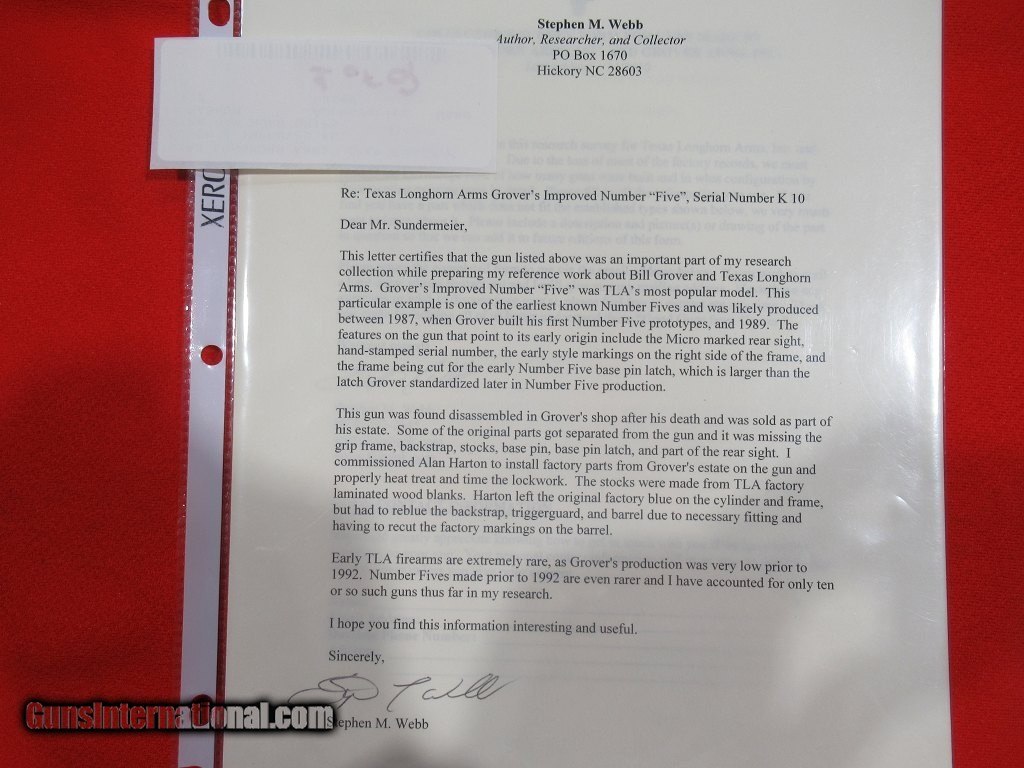 Stephen M. Webb
Author, Researcher, and Collector
PO Box 1670
Hickory NC 28603
XERO
Re: Texas Longhorn Arms Grover's Improved Number “Five”, Serial Number K 10
Dear Mr. Sundermeier,
This letter certifies that the gun listed above was an important part of my research
collection while preparing my reference work about Bill Grover and Texas Longhorn
Arms. Grover's Improved Number “Five” was TLA's most popular model. This
particular example is one of the earliest known Number Fives and was likely produced
between 1987, when Grover built his first Number Five prototypes, and 1989. The
features on the gun that point to its early origin include the Micro marked rear sight,
hand-stamped serial number, the early style markings on the right side of the frame, and
the frame being cut for the early Number Five base pin latch, which is larger than the
latch Grover standardized later in Number Five production.
This gun was found disassembled in Grover's shop after his death and was sold as part of
his estate. Some of the original parts got separated from the gun and it was missing the
grip frame, backstrap, stocks, base pin, base pin latch, and part of the rear sight. I
commissioned Alan Harton to install factory parts from Grover's estate on the gun and
properly heat treat and time the lockwork. The stocks were made from TLA factory
laminated wood blanks. Harton left the original factory blue on the cylinder and frame,
but had to reblue the backstrap, triggerguard, and barrel due to necessary fitting and
having to recut the factory markings on the barrel.
Early TLA firearms are extremely rare, as Grover's production was very low prior to
1992. Number Fives made prior to 1992 are even rarer and I have accounted for only ten
or so such guns thus far in my research.
I hope you find this information interesting and useful.
Sincerely,
Stephen M. Webb
GunsInternational.com